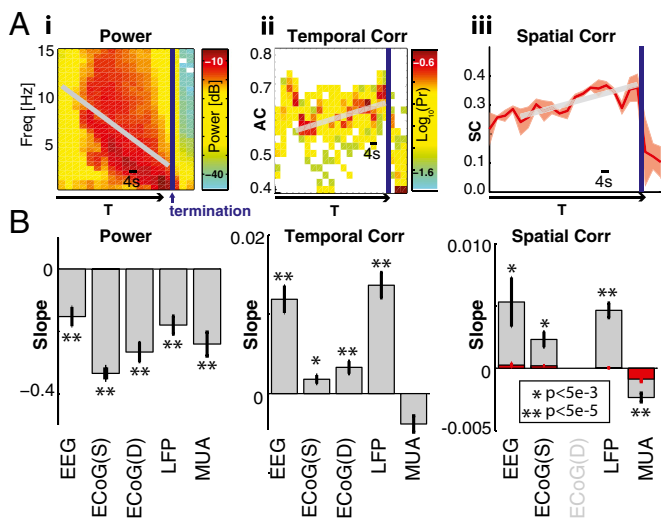 A
i
Power
ii
Temporal Corr
iii
Spatial Corr
15
10
5
Freq [Hz]
4s
T
termination
-10
-40
Power [dB]
0.8
0.7
0.6
0.5
0.4
AC
4s
T
-0.6
-1.6
Log10(Pr)
0.4
0.3
0.2
0.1
0.0
SC
4s
T
B
Power
0
-0.4
Slope
**
**
**
**
**
EEG
ECoG(S)
ECoG(D)
LFP
MUA
Temporal Corr
0.02
0
Slope
**
*
**
**
EEG
ECoG(S)
ECoG(D)
LFP
MUA
Spatial Corr
0.010
0
-0.005
Slope
*
*
**
**
* p<5e-3
** p<5e-5
EEG
ECoG(S)
ECoG(D)
LFP
MUA